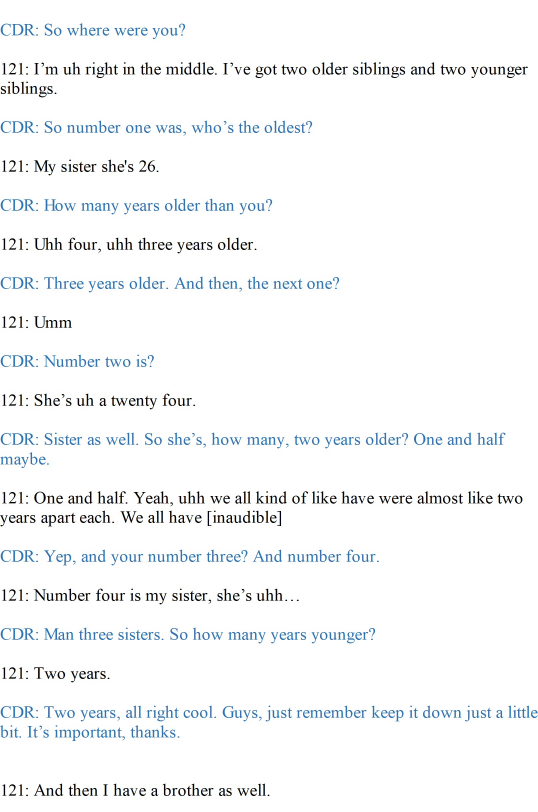 CDR: So where were you?
121: I’m uh right in the middle. I’ve got two older siblings and two younger
siblings.
CDR: So number one was, who’s the oldest?
121: My sister she's 26.
CDR: How many years older than you?
121: Uhh four, uhh three years older.
CDR: Three years older. And then, the next one?
121: Umm
CDR: Number two is?
121: She’s uh a twenty four.
CDR: Sister as well. So she’s, how many, two years older? One and half
maybe.
121: One and half. Yeah, uhh we all kind of like have were almost like two
years apart each. We all have [inaudible]
CDR: Yep, and your number three? And number four.
121: Number four is my sister, she’s uhh…
CDR: Man three sisters. So how many years younger?
121: Two years.
CDR: Two years, all right cool. Guys, just remember keep it down just a little
bit. It’s important, thanks.
121: And then I have a brother as well.